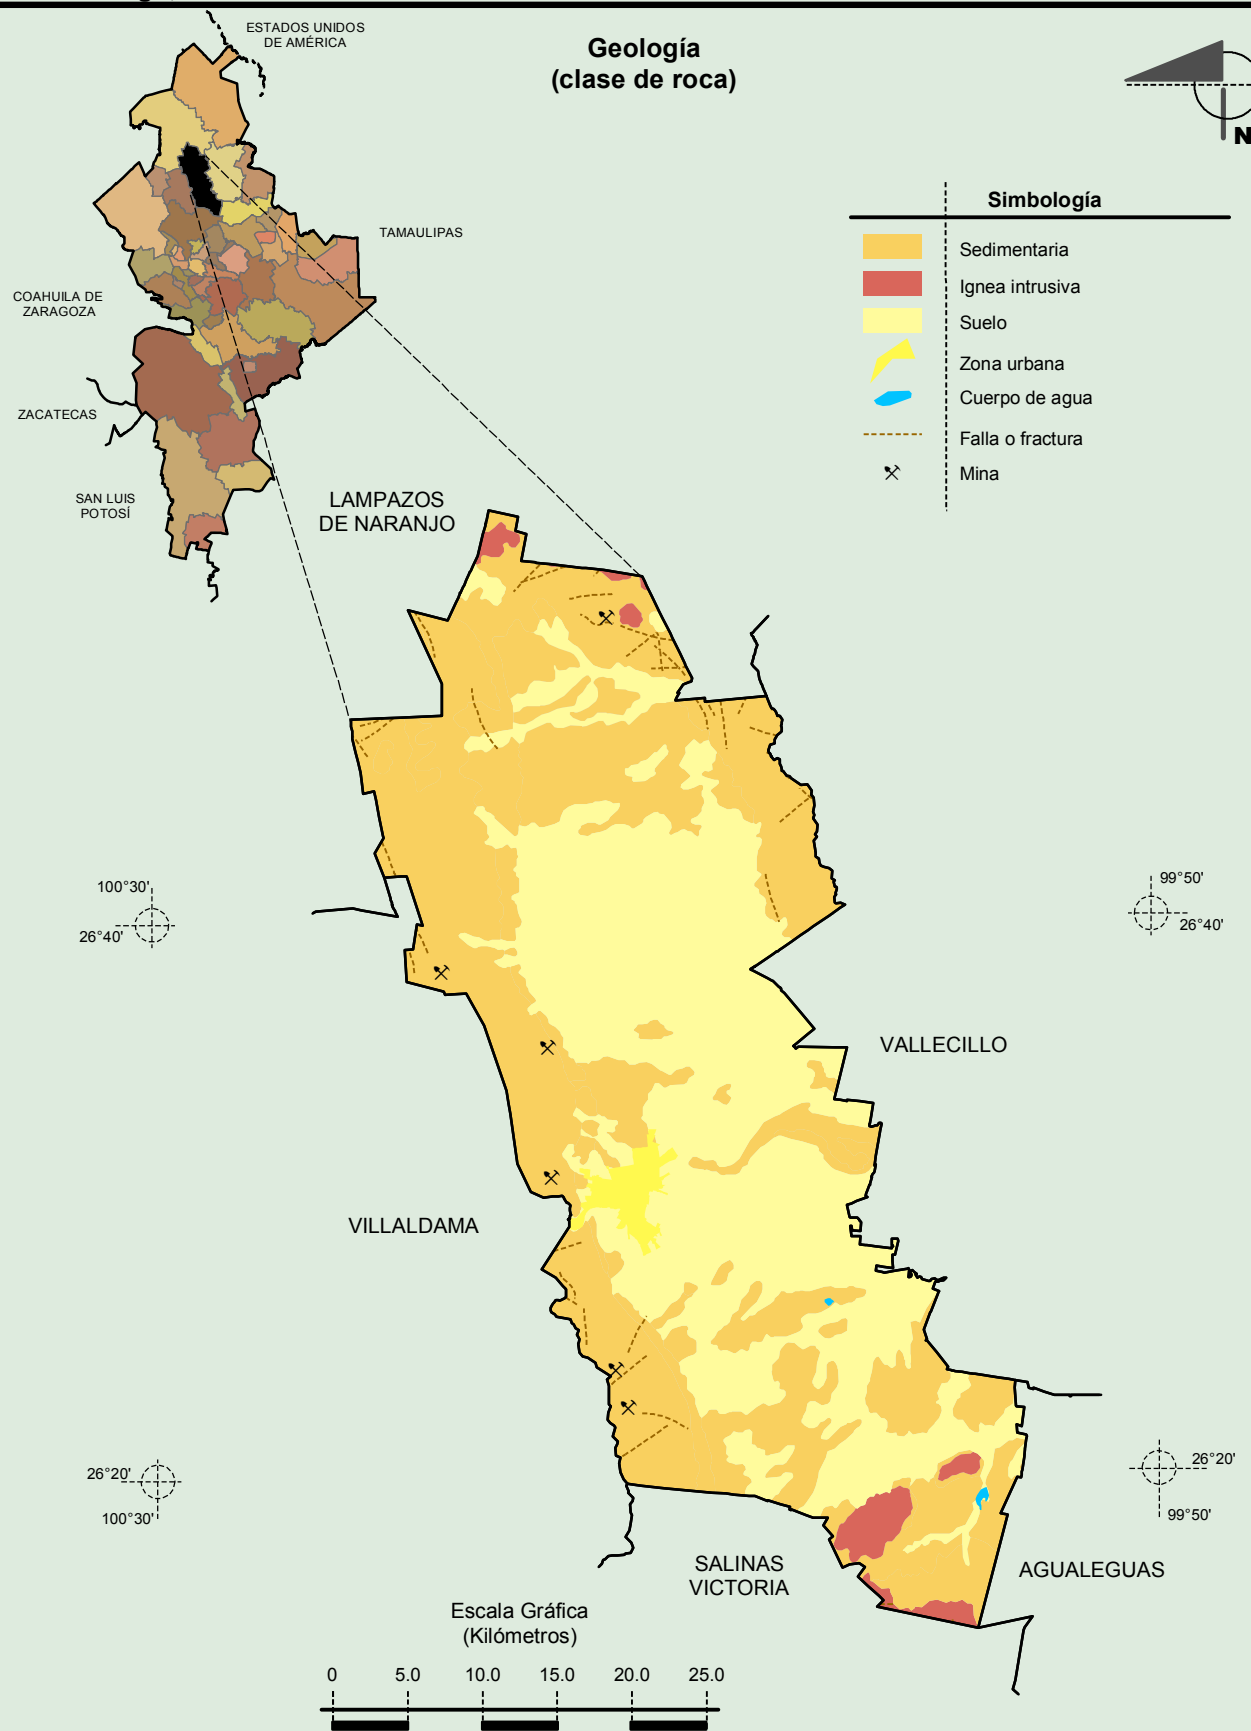 ESTADOS UNIDOS
DE AMÉRICA
Geología
(clase de roca)
N
Simbología
Sedimentaria
Ignea intrusiva
Suelo
Zona urbana
Cuerpo de agua
Falla o fractura
Mina
TAMAULIPAS
COAHUILA DE
ZARAGOZA
ZACATECAS
SAN LUIS
POTOSÍ
LAMPAZOS
DE NARANJO
100°30'
26°40'
99°50'
26°40'
VALLECILLO
VILLALDAMA
26°20'
100°30'
26°20'
99°50'
SALINAS
VICTORIA
AGUALEGUAS
Escala Gráfica
(Kilómetros)
0 5.0 10.0 15.0 20.0 25.0